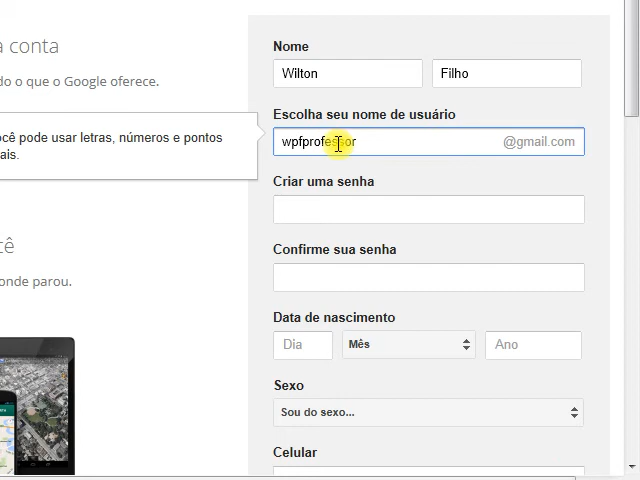 a conta
do o que o Google oferece.
ocê pode usar letras, números e pontos
ais.
cê
onde parou.
Nome
Wilton Filho
Escolha seu nome de usuário
wpfprofessor @gmail.com
Criar uma senha
Confirme sua senha
Data de nascimento
Dia Mês Ano
Sexo
Sou do sexo...
Celular